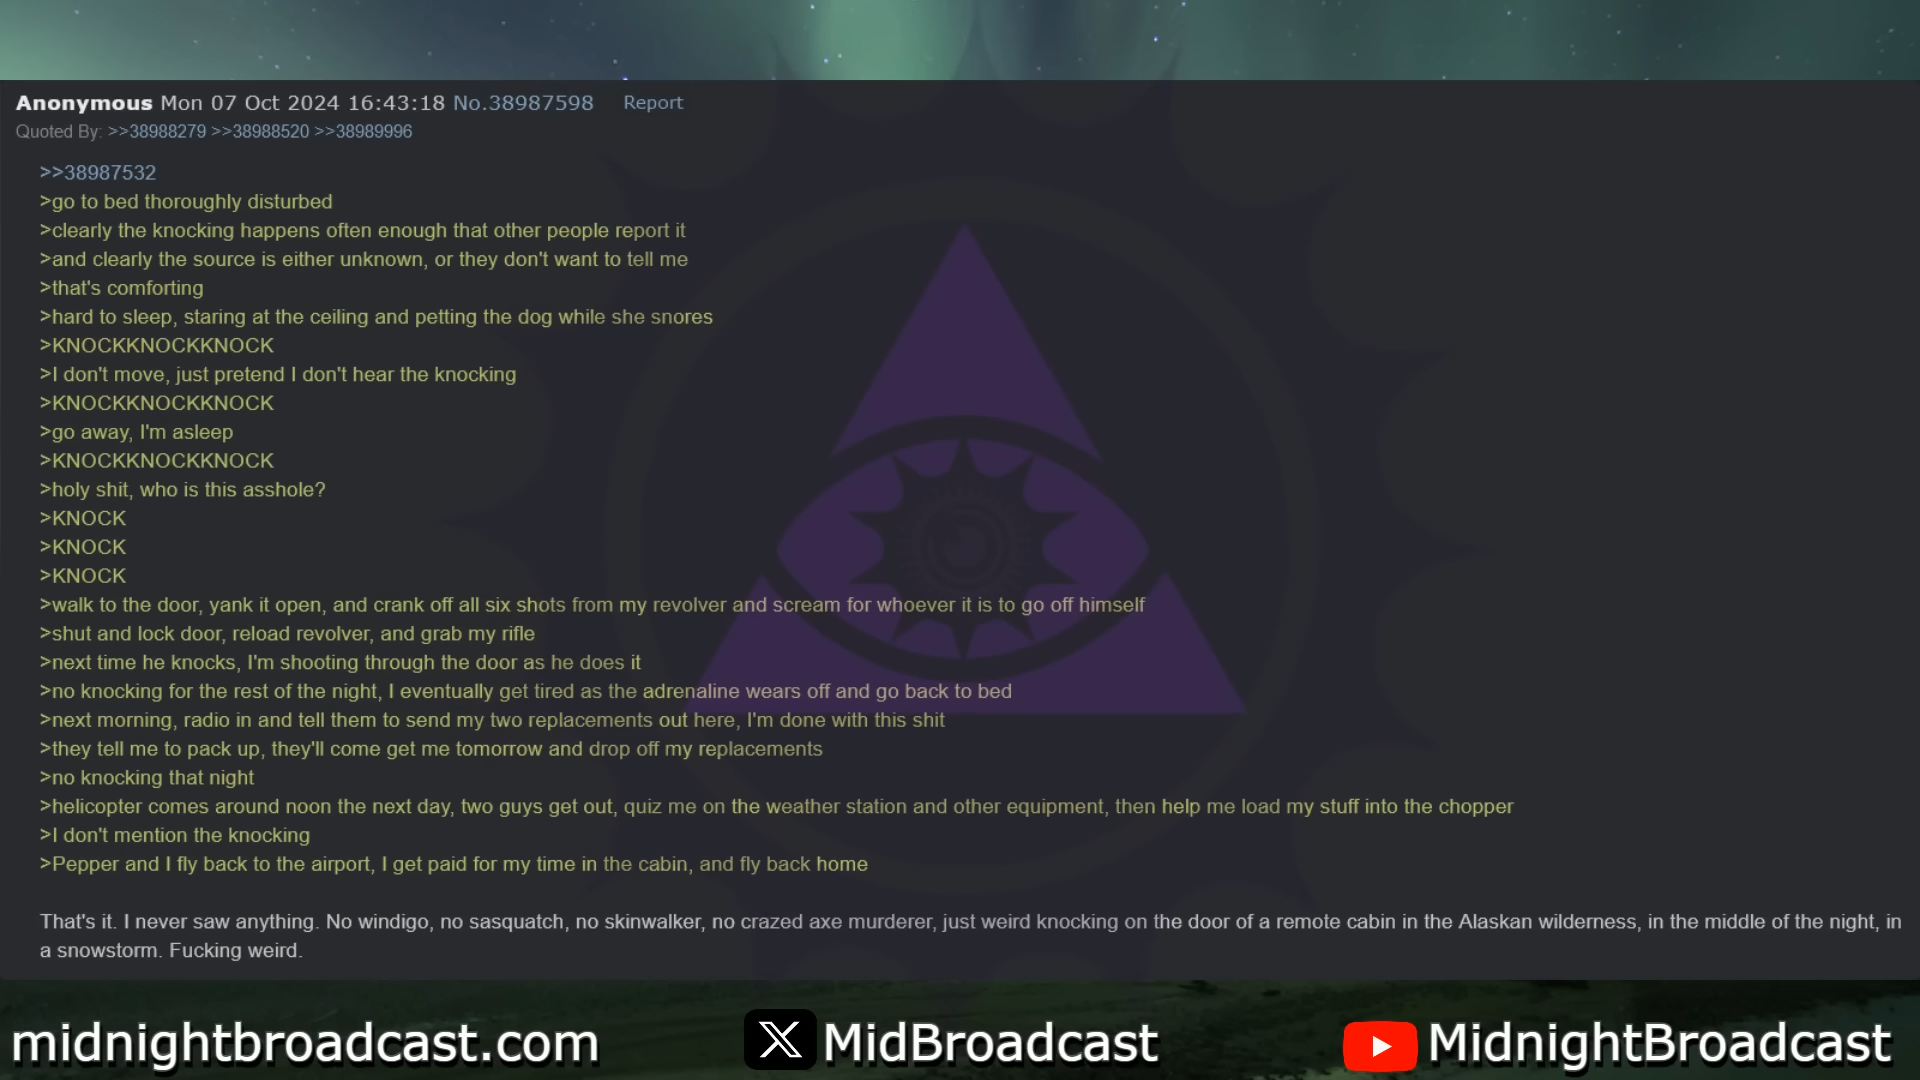 Anonymous Mon 07 Oct 2024 16:43:18 No.38987598 Report
Quoted By: >>38988279 >>38988520 >>38989996
>>38987532
>go to bed thoroughly disturbed
>clearly the knocking happens often enough that other people report it
>and clearly the source is either unknown, or they don't want to tell me
>that's comforting
>hard to sleep, staring at the ceiling and petting the dog while she snores
>KNOCKKNOCKKNOCK
>I don't move, just pretend I don't hear the knocking
>KNOCKKNOCKKNOCK
>go away, I'm asleep
>KNOCKKNOCKKNOCK
>holy shit, who is this asshole?
>KNOCK
>KNOCK
>KNOCK
>walk to the door, yank it open, and crank off all six shots from my revolver and scream for whoever it is to go off himself
>shut and lock door, reload revolver, and grab my rifle
>next time he knocks, I'm shooting through the door as he does it
>no knocking for the rest of the night, I eventually get tired as the adrenaline wears off and go back to bed
>next morning, radio in and tell them to send my two replacements out here, I'm done with this shit
>they tell me to pack up, they'll come get me tomorrow and drop off my replacements
>no knocking that night
>helicopter comes around noon the next day, two guys get out, quiz me on the weather station and other equipment, then help me load my stuff into the chopper
>I don't mention the knocking
>Pepper and I fly back to the airport, I get paid for my time in the cabin, and fly back home
That's it. I never saw anything. No windigo, no sasquatch, no skinwalker, no crazed axe murderer, just weird knocking on the door of a remote cabin in the Alaskan wilderness, in the middle of the night, in
a snowstorm. Fucking weird.
midnightbroadcast.com MidBroadcast MidnightBroadcast